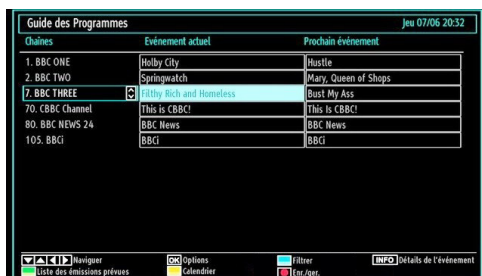 Guide des Programmes Jeu 07/06 20:32
Chaînes Evénement actuel Prochain événement
1. BBC ONE Holby City Hustle
2. BBC TWO Springwatch Mary, Queen of Shops
7. BBC THREE Filthy Rich and Homeless Bust My Ass
70. CBBC Channel This is CBBC! This Is CBBC!
80. BBC NEWS 24 BBC News BBC News
105. BBCi BBCi BBCi
Naviguer OK Options Filtrer INFO Détails de l'événement
Liste des émissions prévues Calendrier Enr./ger.